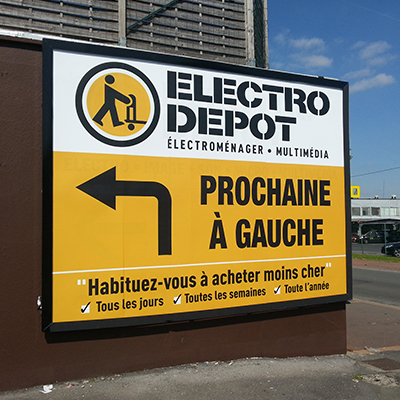 ELECTRO
DEPOT
ÉLECTROMÉNAGER • MULTIMÉDIA
PROCHAINE
À GAUCHE
"Habituez-vous à acheter moins cher"
Tous les jours Toutes les semaines Toute l'année